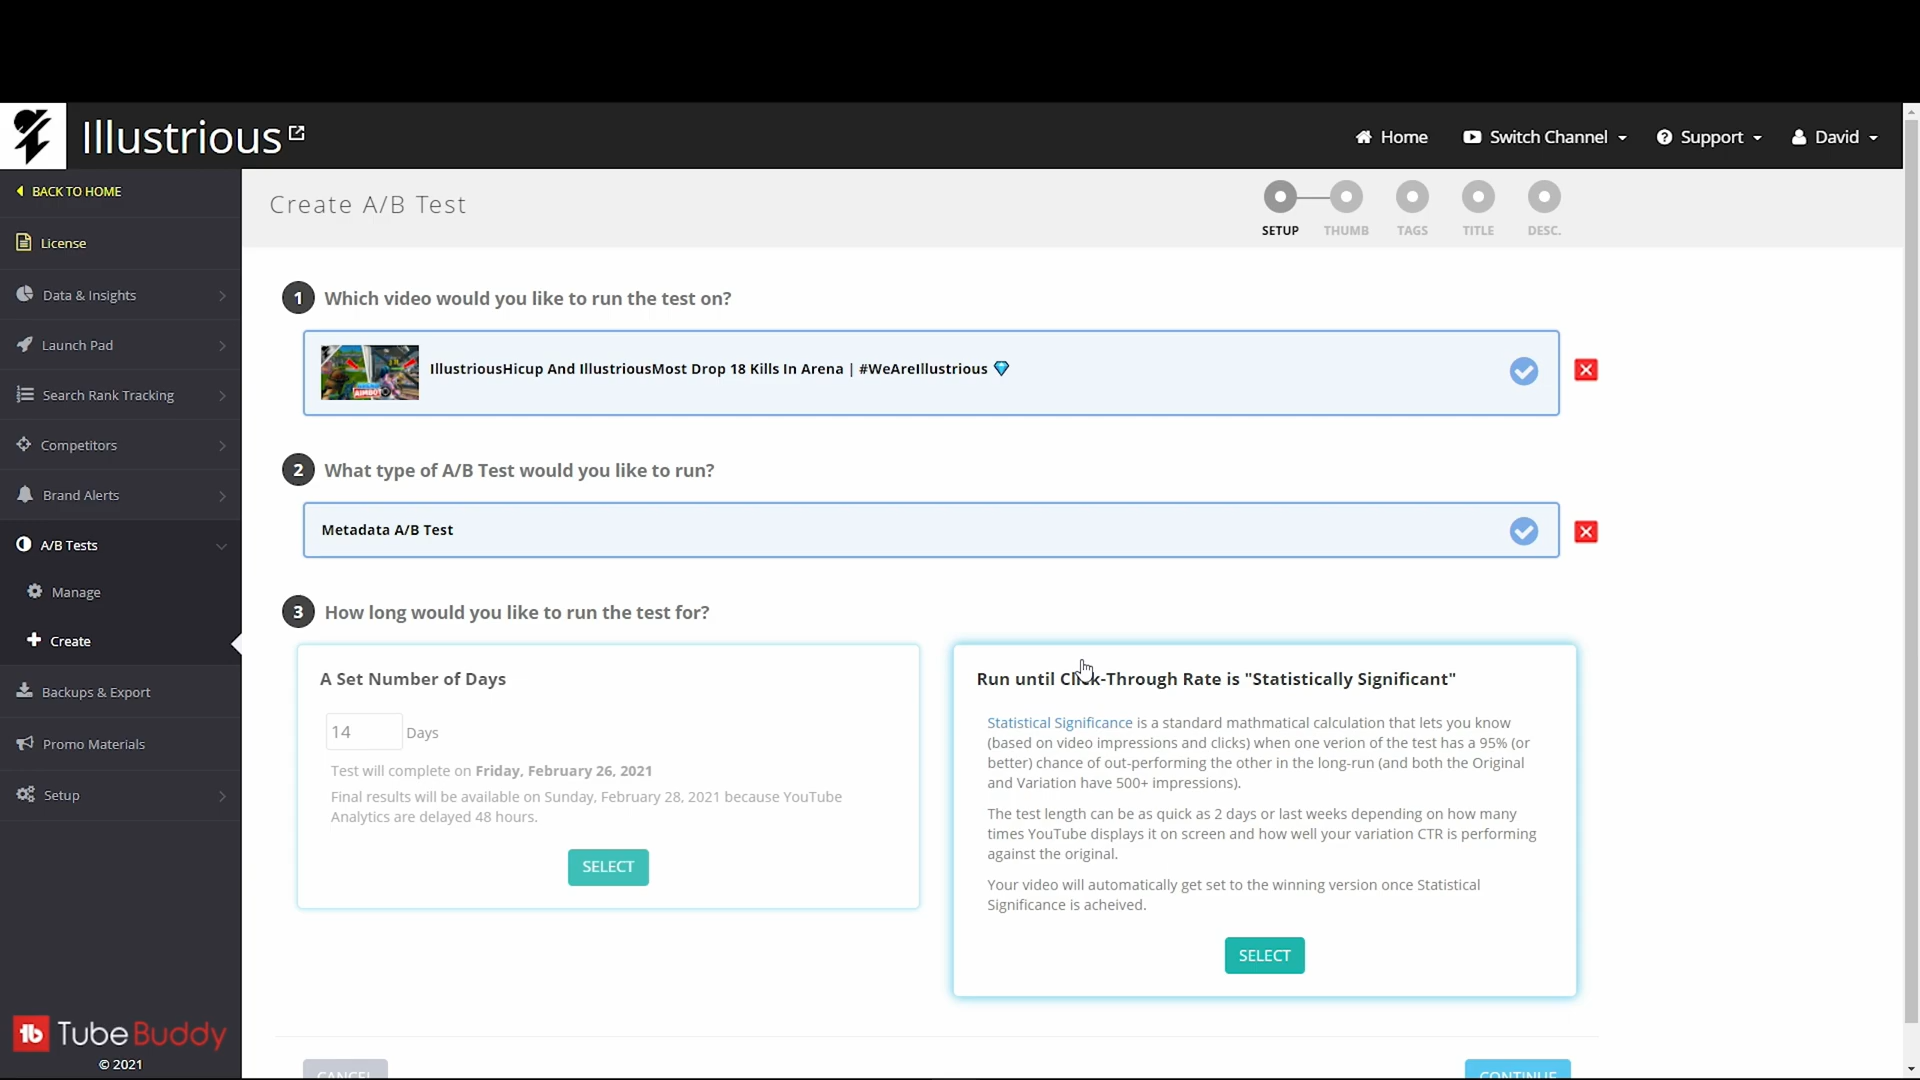 Illustrious
Home
Switch Channel
Support
David
BACK TO HOME
License
Data & Insights
Launch Pad
Search Rank Tracking
Competitors
Brand Alerts
A/B Tests
Manage
Create
Backups & Export
Promo Materials
Setup
TubeBuddy
© 2021
Create A/B Test
SETUP
THUMB
TAGS
TITLE
DESC.
1 Which video would you like to run the test on?
IllustriousHicup And IllustriousMost Drop 18 Kills In Arena | #WeAreIllustrious 💎
2 What type of A/B Test would you like to run?
Metadata A/B Test
3 How long would you like to run the test for?
A Set Number of Days
14 Days
Test will complete on Friday, February 26, 2021
Final results will be available on Sunday, February 28, 2021 because YouTube
Analytics are delayed 48 hours.
SELECT
Run until Click-Through Rate is "Statistically Significant"
Statistical Significance is a standard mathmatical calculation that lets you know
(based on video impressions and clicks) when one verion of the test has a 95% (or
better) chance of out-performing the other in the long-run (and both the Original
and Variation have 500+ impressions).
The test length can be as quick as 2 days or last weeks depending on how many
times YouTube displays it on screen and how well your variation CTR is performing
against the original.
Your video will automatically get set to the winning version once Statistical
Significance is acheived.
SELECT
CANCEL
CONTINUE